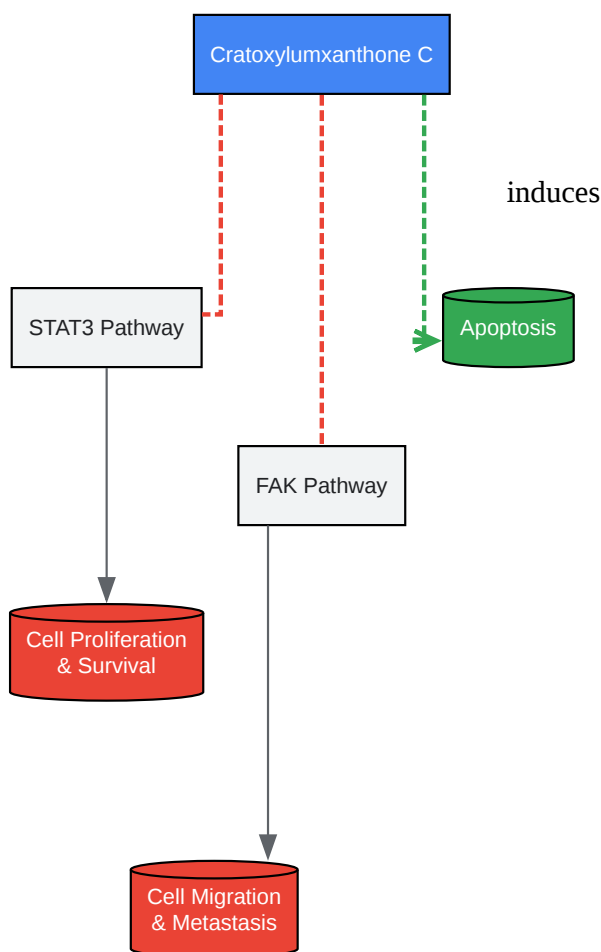 Cratoxylumxanthone C
induces
STAT3 Pathway
Apoptosis
FAK Pathway
Cell Proliferation
& Survival
Cell Migration
& Metastasis